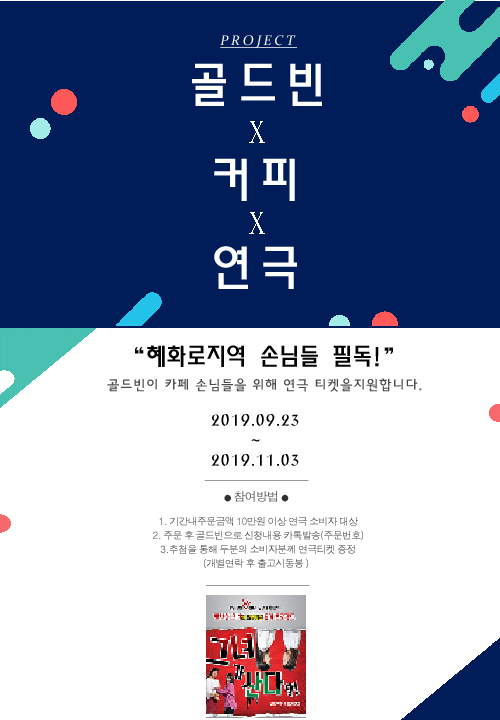 PROJECT
골드빈
X
커피
X
연극
“혜화로지역 손님들 필독!”
골드빈이 카페 손님들을 위해 연극 티켓을지원합니다.
2019.09.23
~
2019.11.03
● 참여방법 ●
1. 기간내주문금액 10만원 이상 연극 소비자 대상
2. 주문 후 골드빈으로 신청내용 카톡발송(주문번호)
3.추첨을 통해 두분의 소비자분께 연극티켓 증정
(개별연락 후 출고시동봉 )
그녀
산다